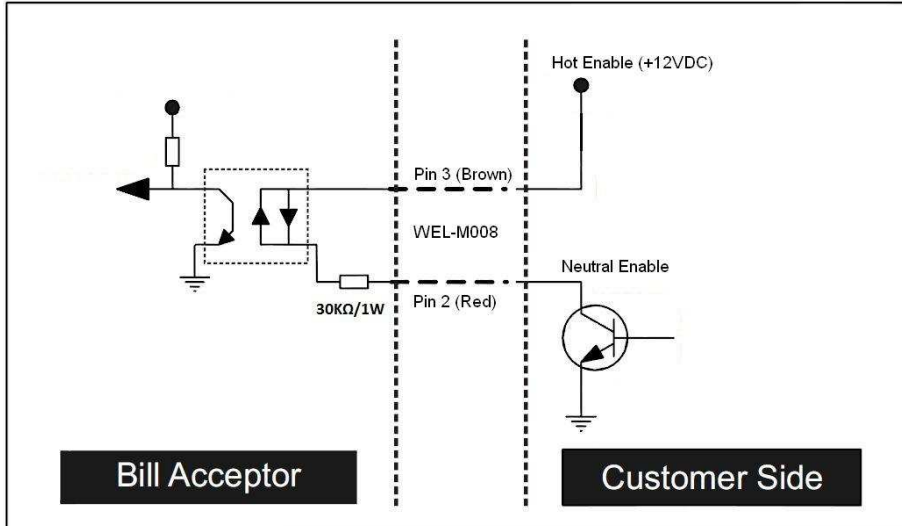 Hot Enable (+12VDC)
Pin 3 (Brown)
WEL-M008
Neutral Enable
30KΩ/1W
Pin 2 (Red)
Bill Acceptor
Customer Side